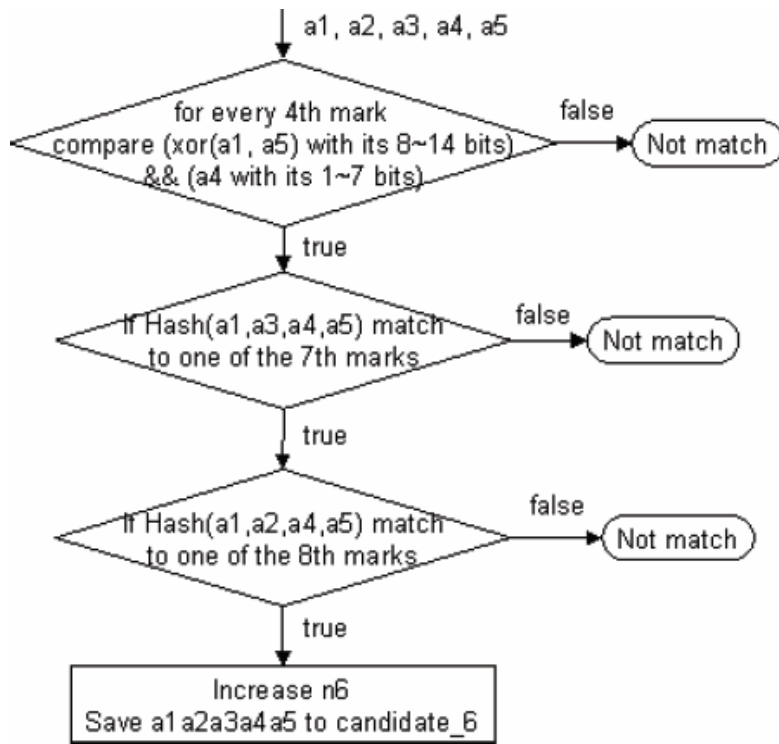 a1, a2, a3, a4, a5
for every 4th mark
compare (xor(a1, a5) with its 8~14 bits)
&& (a4 with its 1~7 bits)
false
Not match
true
If Hash(a1,a3,a4,a5) match
to one of the 7th marks
false
Not match
true
If Hash(a1,a2,a4,a5) match
to one of the 8th marks
false
Not match
true
Increase n6
Save a1a2a3a4a5 to candidate_6